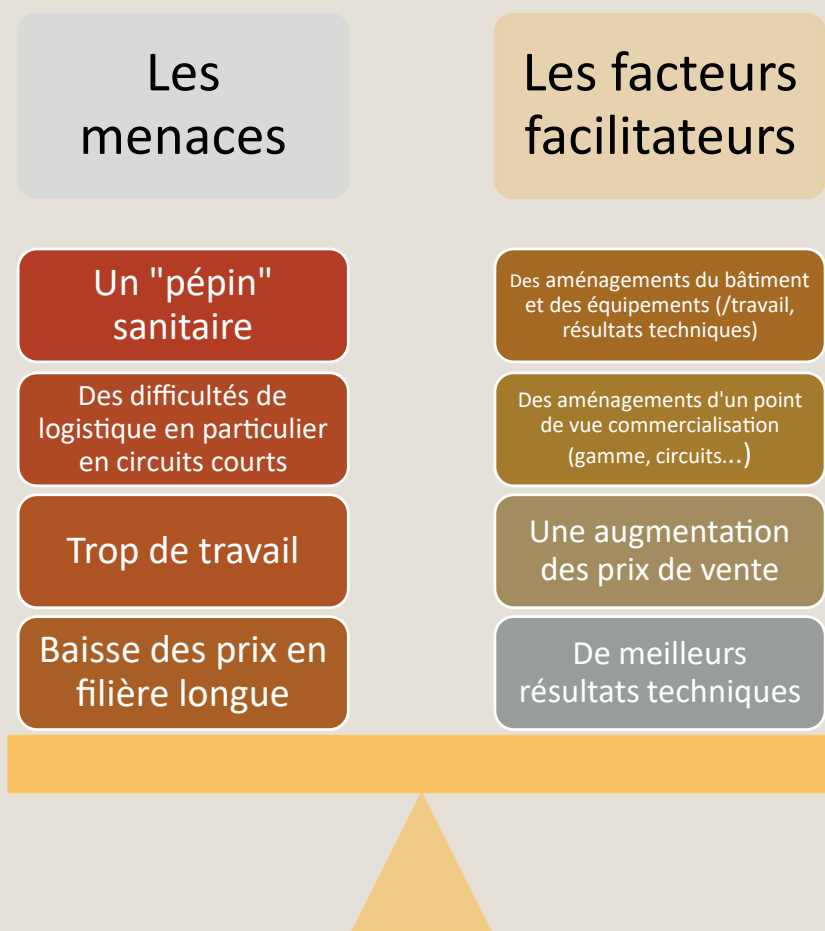 Les
menaces
Un "pépin"
sanitaire
Des difficultés de
logistique en particulier
en circuits courts
Trop de travail
Baisse des prix en
filière longue
Les facteurs
facilitateurs
Des aménagements du bâtiment
et des équipements (/travail,
résultats techniques)
Des aménagements d'un point
de vue commercialisation
(gamme, circuits...)
Une augmentation
des prix de vente
De meilleurs
résultats techniques